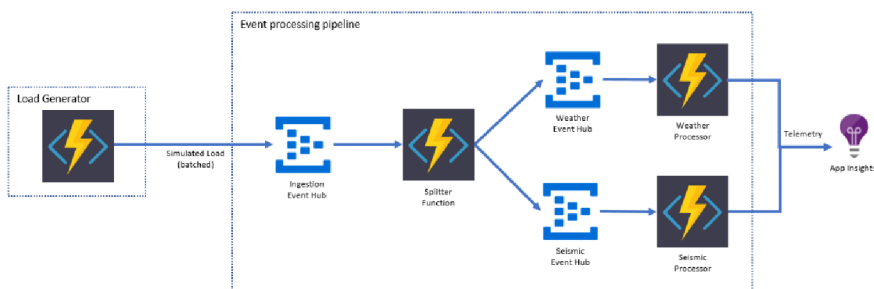 Event processing pipeline
Load Generator
Simulated Load
(batched)
Ingestion
Event Hub
Splitter
Function
Weather
Event Hub
Weather
Processor
Seismic
Event Hub
Seismic
Processor
Telemetry
App Insights